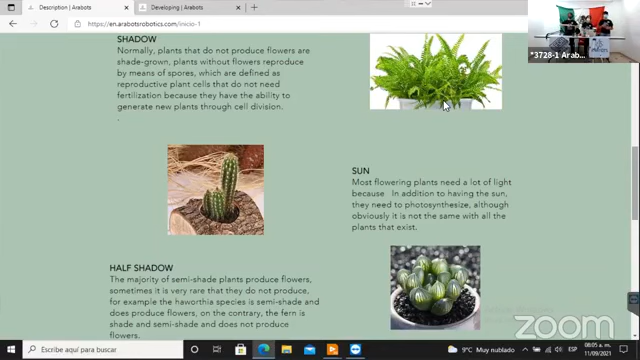 Description | Arabots
Developing | Arabots
https://en.arabotsrobotics.com/inicio-1
*3728-1 Arab...
SHADOW
Normally, plants that do not produce flowers are
shade-grown, plants without flowers reproduce
by means of spores, which are defined as
reproductive plant cells that do not need
fertilization because they have the ability to
generate new plants through cell division.
.
SUN
Most flowering plants need a lot of light
because In addition to having the sun,
they need to photosynthesize, although
obviously it is not the same with all the
plants that exist.
HALF SHADOW
The majority of semi-shade plants produce flowers,
sometimes it is very rare that they do not produce,
for example the haworthia species is semi-shade and
does produce flowers, on the contrary, the fern is
shade and semi-shade and does not produce
flowers.
zoom
Escribe aquí para buscar
9°C Muy nublado
ESP
08:05 a. m.
11/09/2021